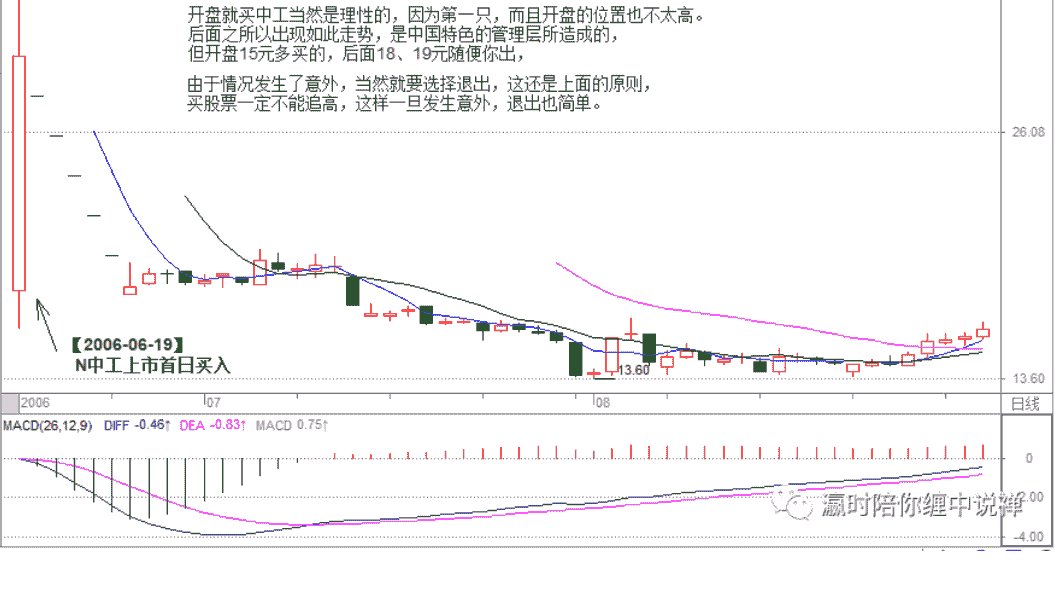 开盘就买中工当然是理性的，因为第一只，而且开盘的位置也不太高。
后面之所以出现如此走势，是中国特色的管理层所造成的，
但开盘15元多买的，后面18、19元随便你出，
由于情况发生了意外，当然就要选择退出，这还是上面的原则，
买股票一定不能追高，这样一旦发生意外，退出也简单。
26.08
【2006-06-19】
N中工上市首日买入
13.60
13.60
2006 07 08 日线
MACD(26,12,9) DIFF -0.46↑ DEA -0.83↑ MACD 0.75↑
0
瀛时陪你缠中说禅
-4.00